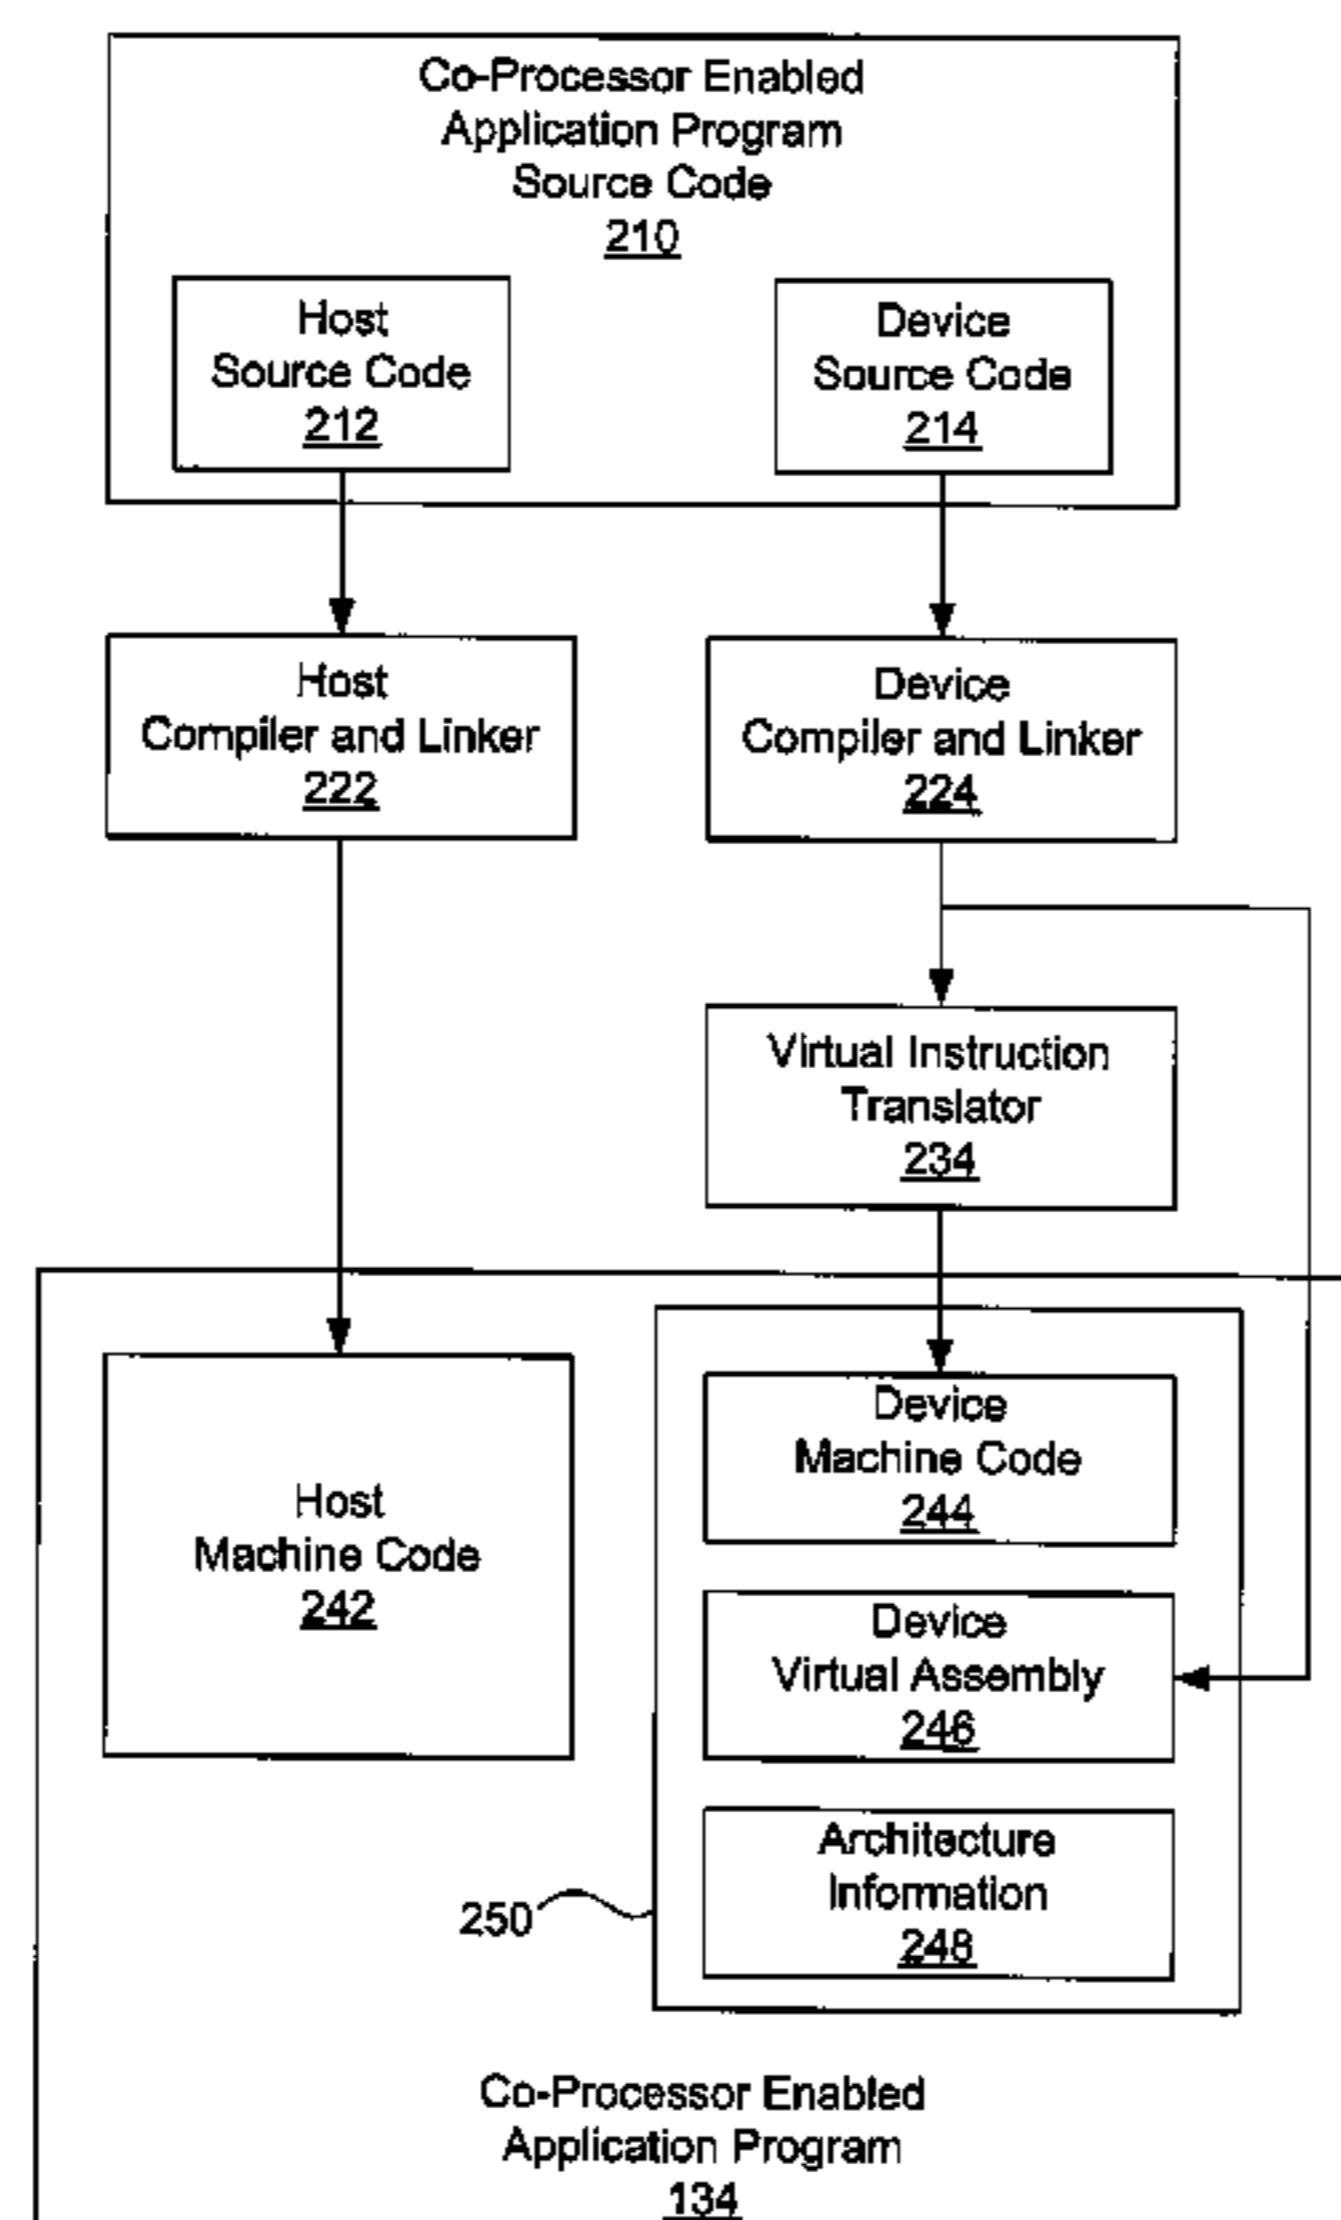 Co-Processor Enabled
Application Program
Source Code
210
Host
Source Code
212
Device
Source Code
214
Host
Compiler and Linker
222
Device
Compiler and Linker
224
Virtual Instruction
Translator
234
Host
Machine Code
242
Device
Machine Code
244
Device
Virtual Assembly
246
Architecture
Information
248
250
Co-Processor Enabled
Application Program
134